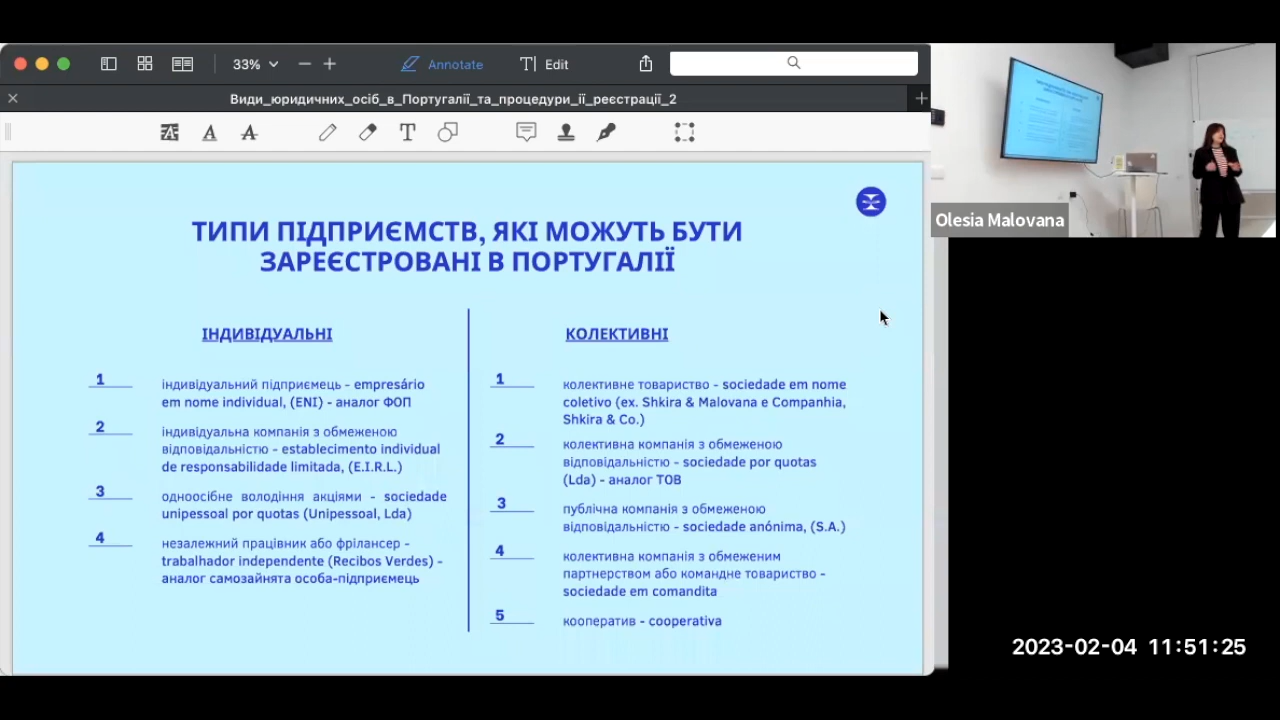 33%
Annotate
Edit
Види_юридичних_осіб_в_Португалії_та_процедури_її_реєстрації_2
ТИПИ ПІДПРИЄМСТВ, ЯКІ МОЖУТЬ БУТИ
ЗАРЕЄСТРОВАНІ В ПОРТУГАЛІЇ
ІНДИВІДУАЛЬНІ
1
індивідуальний підприємець - empresário
em nome individual, (ENI) - аналог ФОП
2
індивідуальна компанія з обмеженою
відповідальністю - establecimento individual
de responsabilidade limitada, (E.I.R.L.)
3
одноосібне володіння акціями - sociedade
unipessoal por quotas (Unipessoal, Lda)
4
незалежний працівник або фрілансер -
trabalhador independente (Recibos Verdes) -
аналог самозайнята особа-підприємець
КОЛЕКТИВНІ
1
колективне товариство - sociedade em nome
coletivo (ex. Shkira & Malovana e Companhia,
Shkira & Co.)
2
колективна компанія з обмеженою
відповідальністю - sociedade por quotas
(Lda) - аналог ТОВ
3
публічна компанія з обмеженою
відповідальністю - sociedade anónima, (S.A.)
4
колективна компанія з обмеженим
партнерством або командне товариство -
sociedade em comandita
5
кооператив - cooperativa
Olesia Malovana
2023-02-04 11:51:25